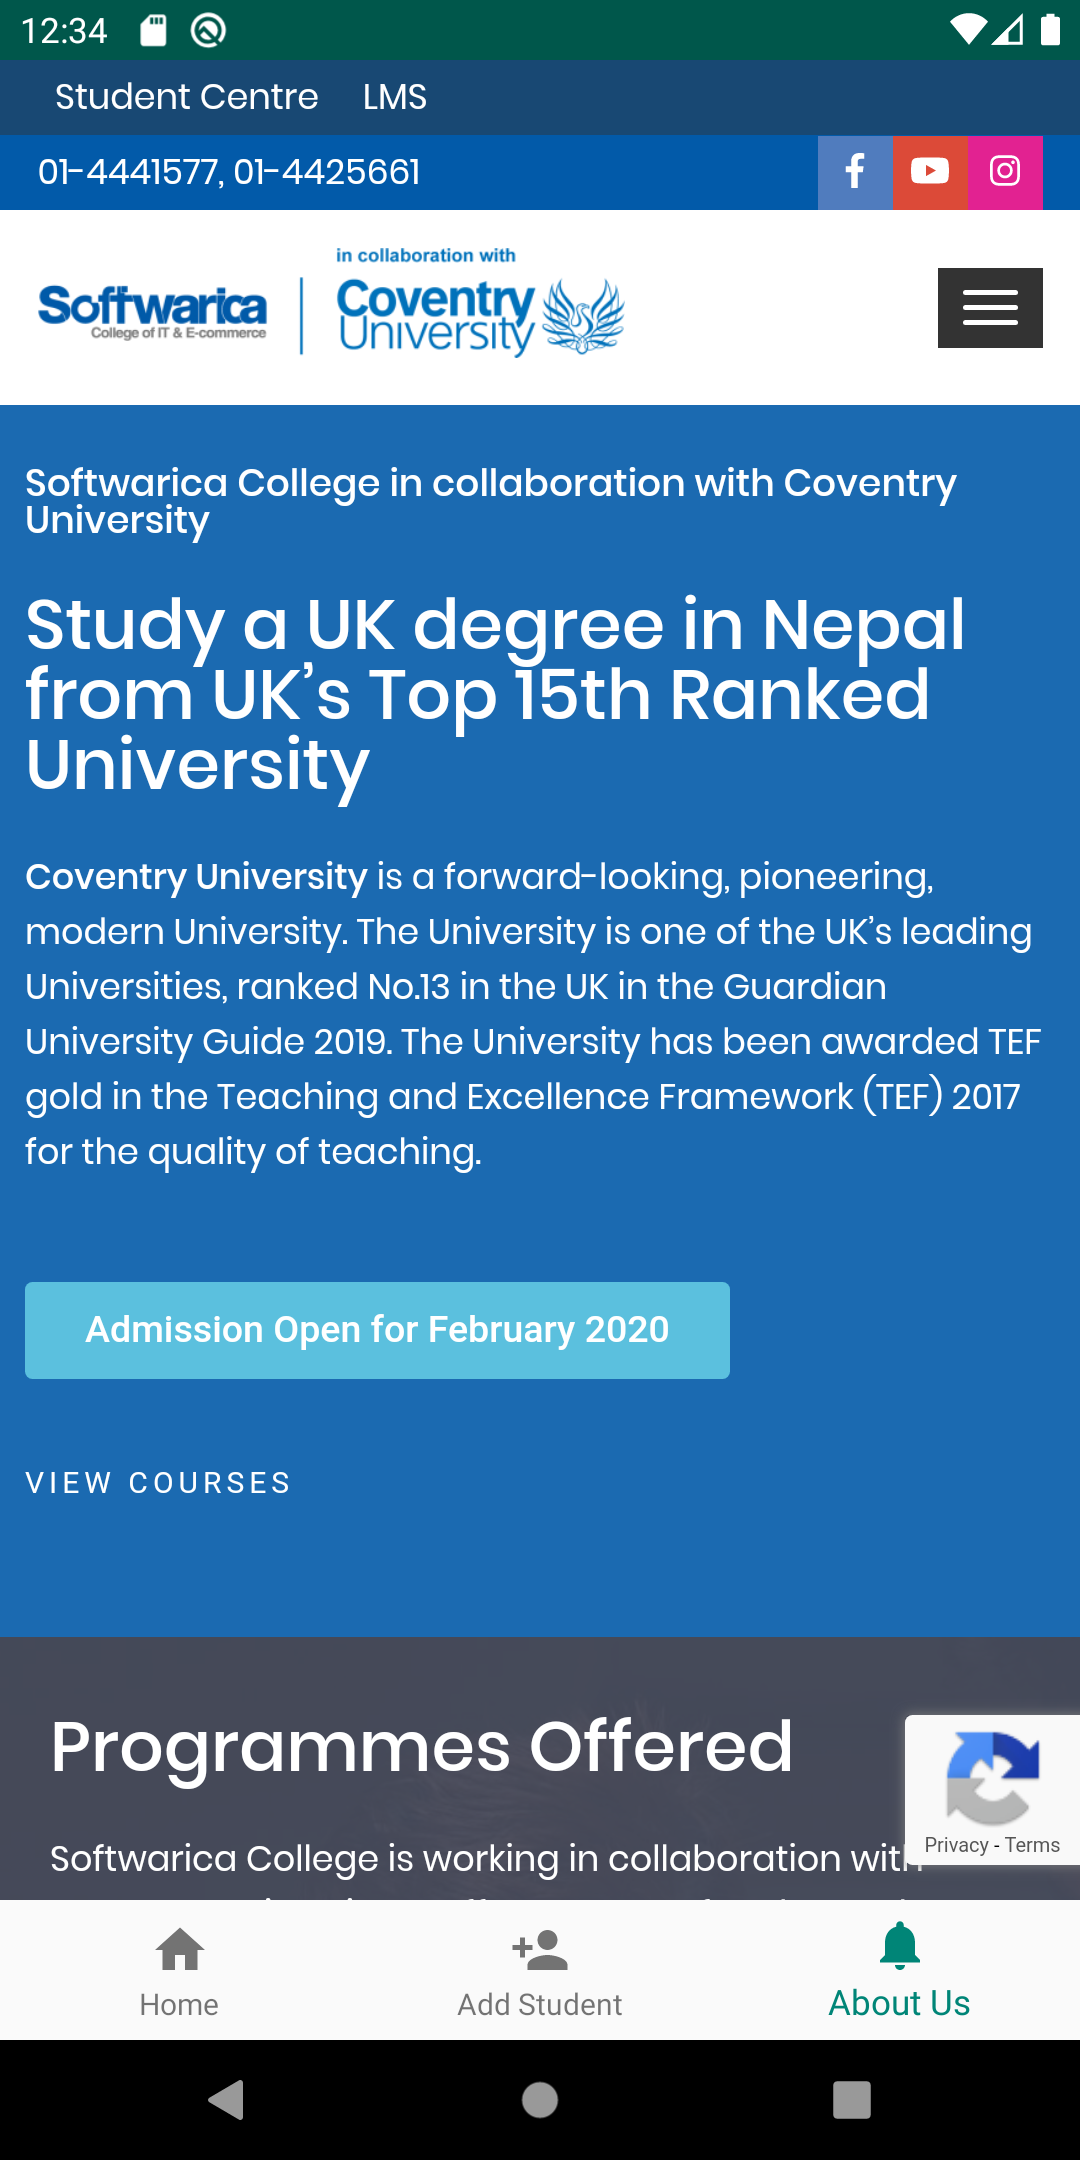 12:34
Student Centre LMS
01-4441577, 01-4425661
in collaboration with
Softwarica
College of IT & E-commerce
Coventry
University
Softwarica College in collaboration with Coventry
University
Study a UK degree in Nepal
from UK’s Top 15th Ranked
University
Coventry University is a forward-looking, pioneering,
modern University. The University is one of the UK’s leading
Universities, ranked No.13 in the UK in the Guardian
University Guide 2019. The University has been awarded TEF
gold in the Teaching and Excellence Framework (TEF) 2017
for the quality of teaching.
Admission Open for February 2020
VIEW COURSES
Programmes Offered
Softwarica College is working in collaboration with
Privacy - Terms
Home
Add Student
About Us